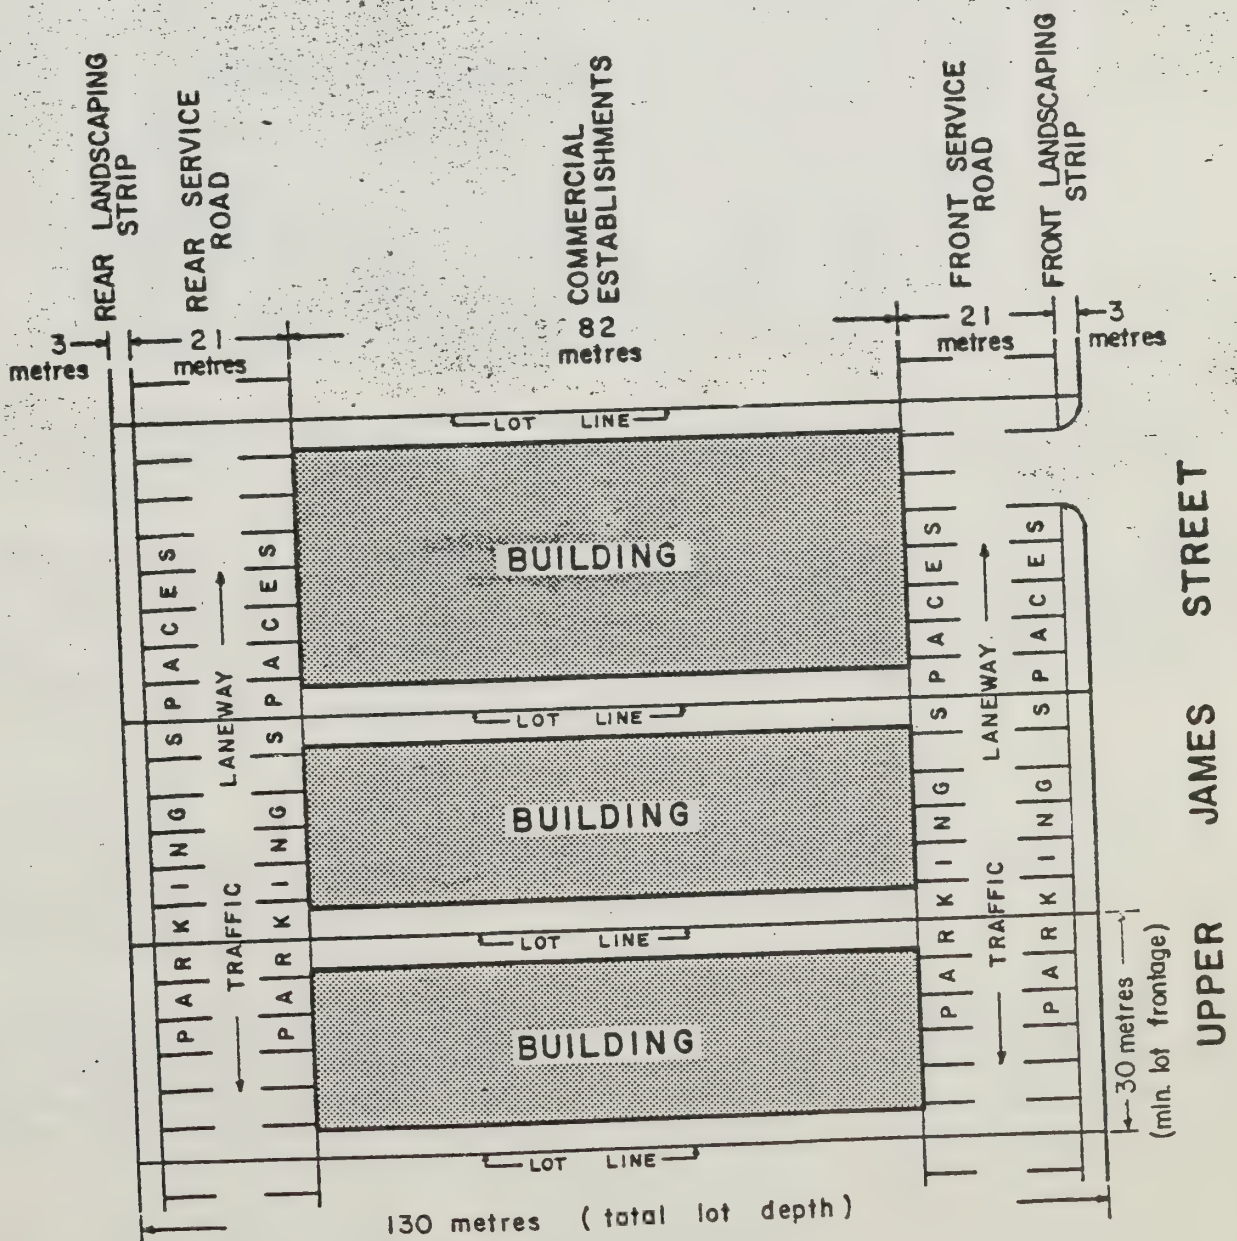 REAR LANDSCAPING
STRIP
REAR SERVICE
ROAD
COMMERCIAL
ESTABLISHMENTS
FRONT SERVICE
ROAD
FRONT LANDSCAPING
STRIP
3
metres
21
metres
82
metres
21
metres
3
metres
LOT LINE
BUILDING
LOT LINE
BUILDING
LOT LINE
BUILDING
LOT LINE
PARKING SPACES
TRAFFIC LANEWAY
PARKING SPACES
PARKING SPACES
TRAFFIC LANEWAY
PARKING SPACES
30 metres
(min. lot frontage)
UPPER JAMES STREET
130 metres (total lot depth)